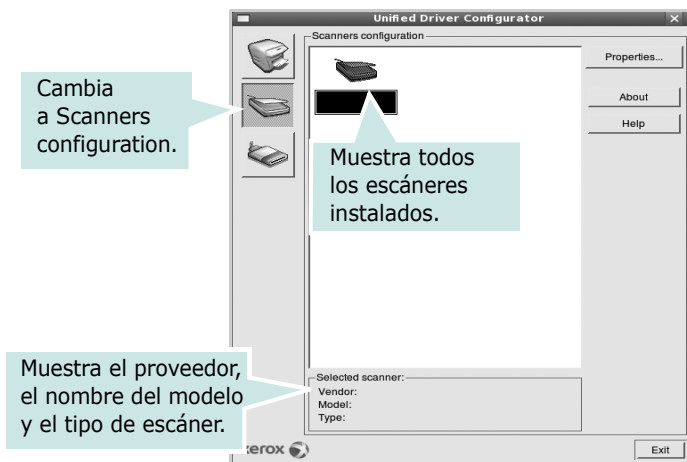 Unified Driver Configurator
Scanners configuration
Properties...
About
Help
Cambia
a Scanners
configuration.
Muestra todos
los escáneres
instalados.
Muestra el proveedor,
el nombre del modelo
y el tipo de escáner.
Selected scanner:
Vendor:
Model:
Type:
xerox
Exit